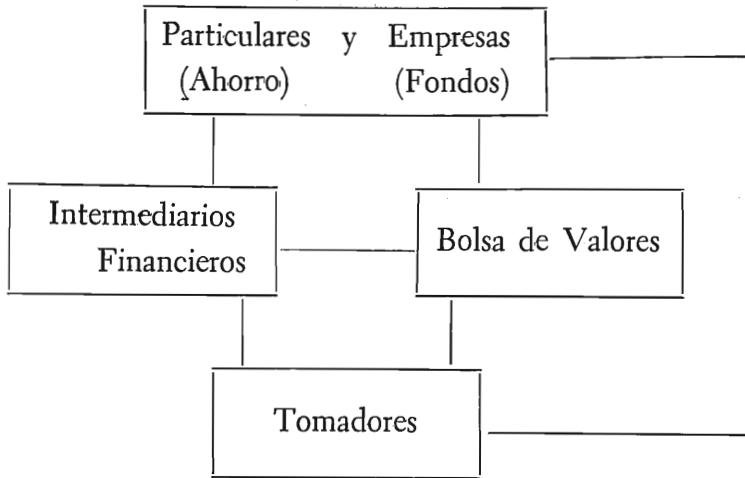 Particulares y Empresas
(Ahorro) (Fondos)
Intermediarios
Financieros
Bolsa de Valores
Tomadores